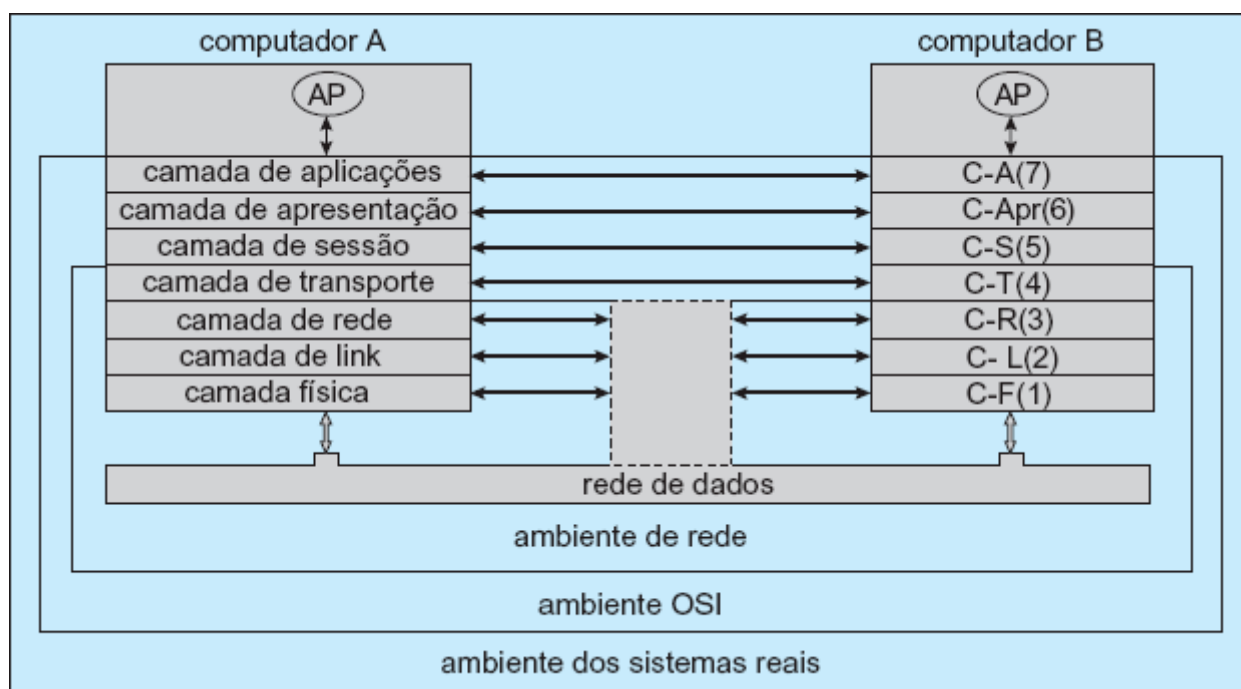 computador A
computador B
AP
AP
camada de aplicações
C-A(7)
camada de apresentação
C-Apr(6)
camada de sessão
C-S(5)
camada de transporte
C-T(4)
camada de rede
C-R(3)
camada de link
C- L(2)
camada física
C-F(1)
rede de dados
ambiente de rede
ambiente OSI
ambiente dos sistemas reais